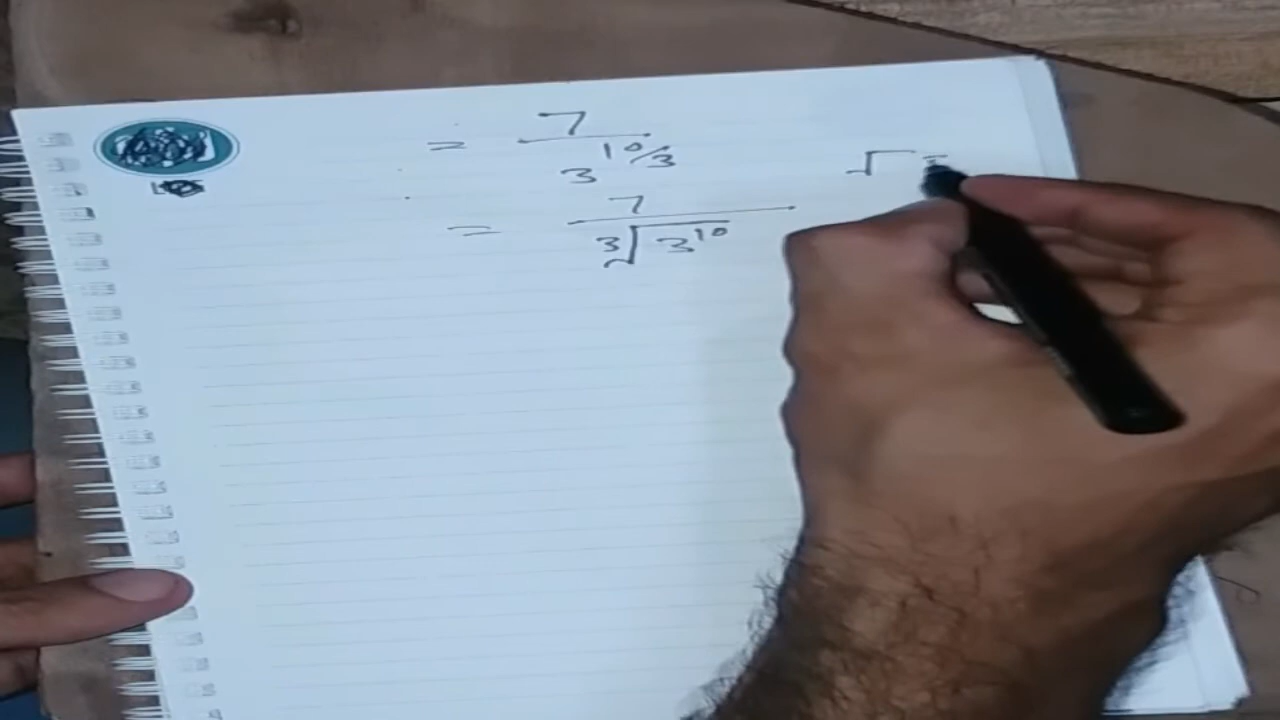 = 7 / 3^(10/3)
= 7 / ∛(3^10)
√ =